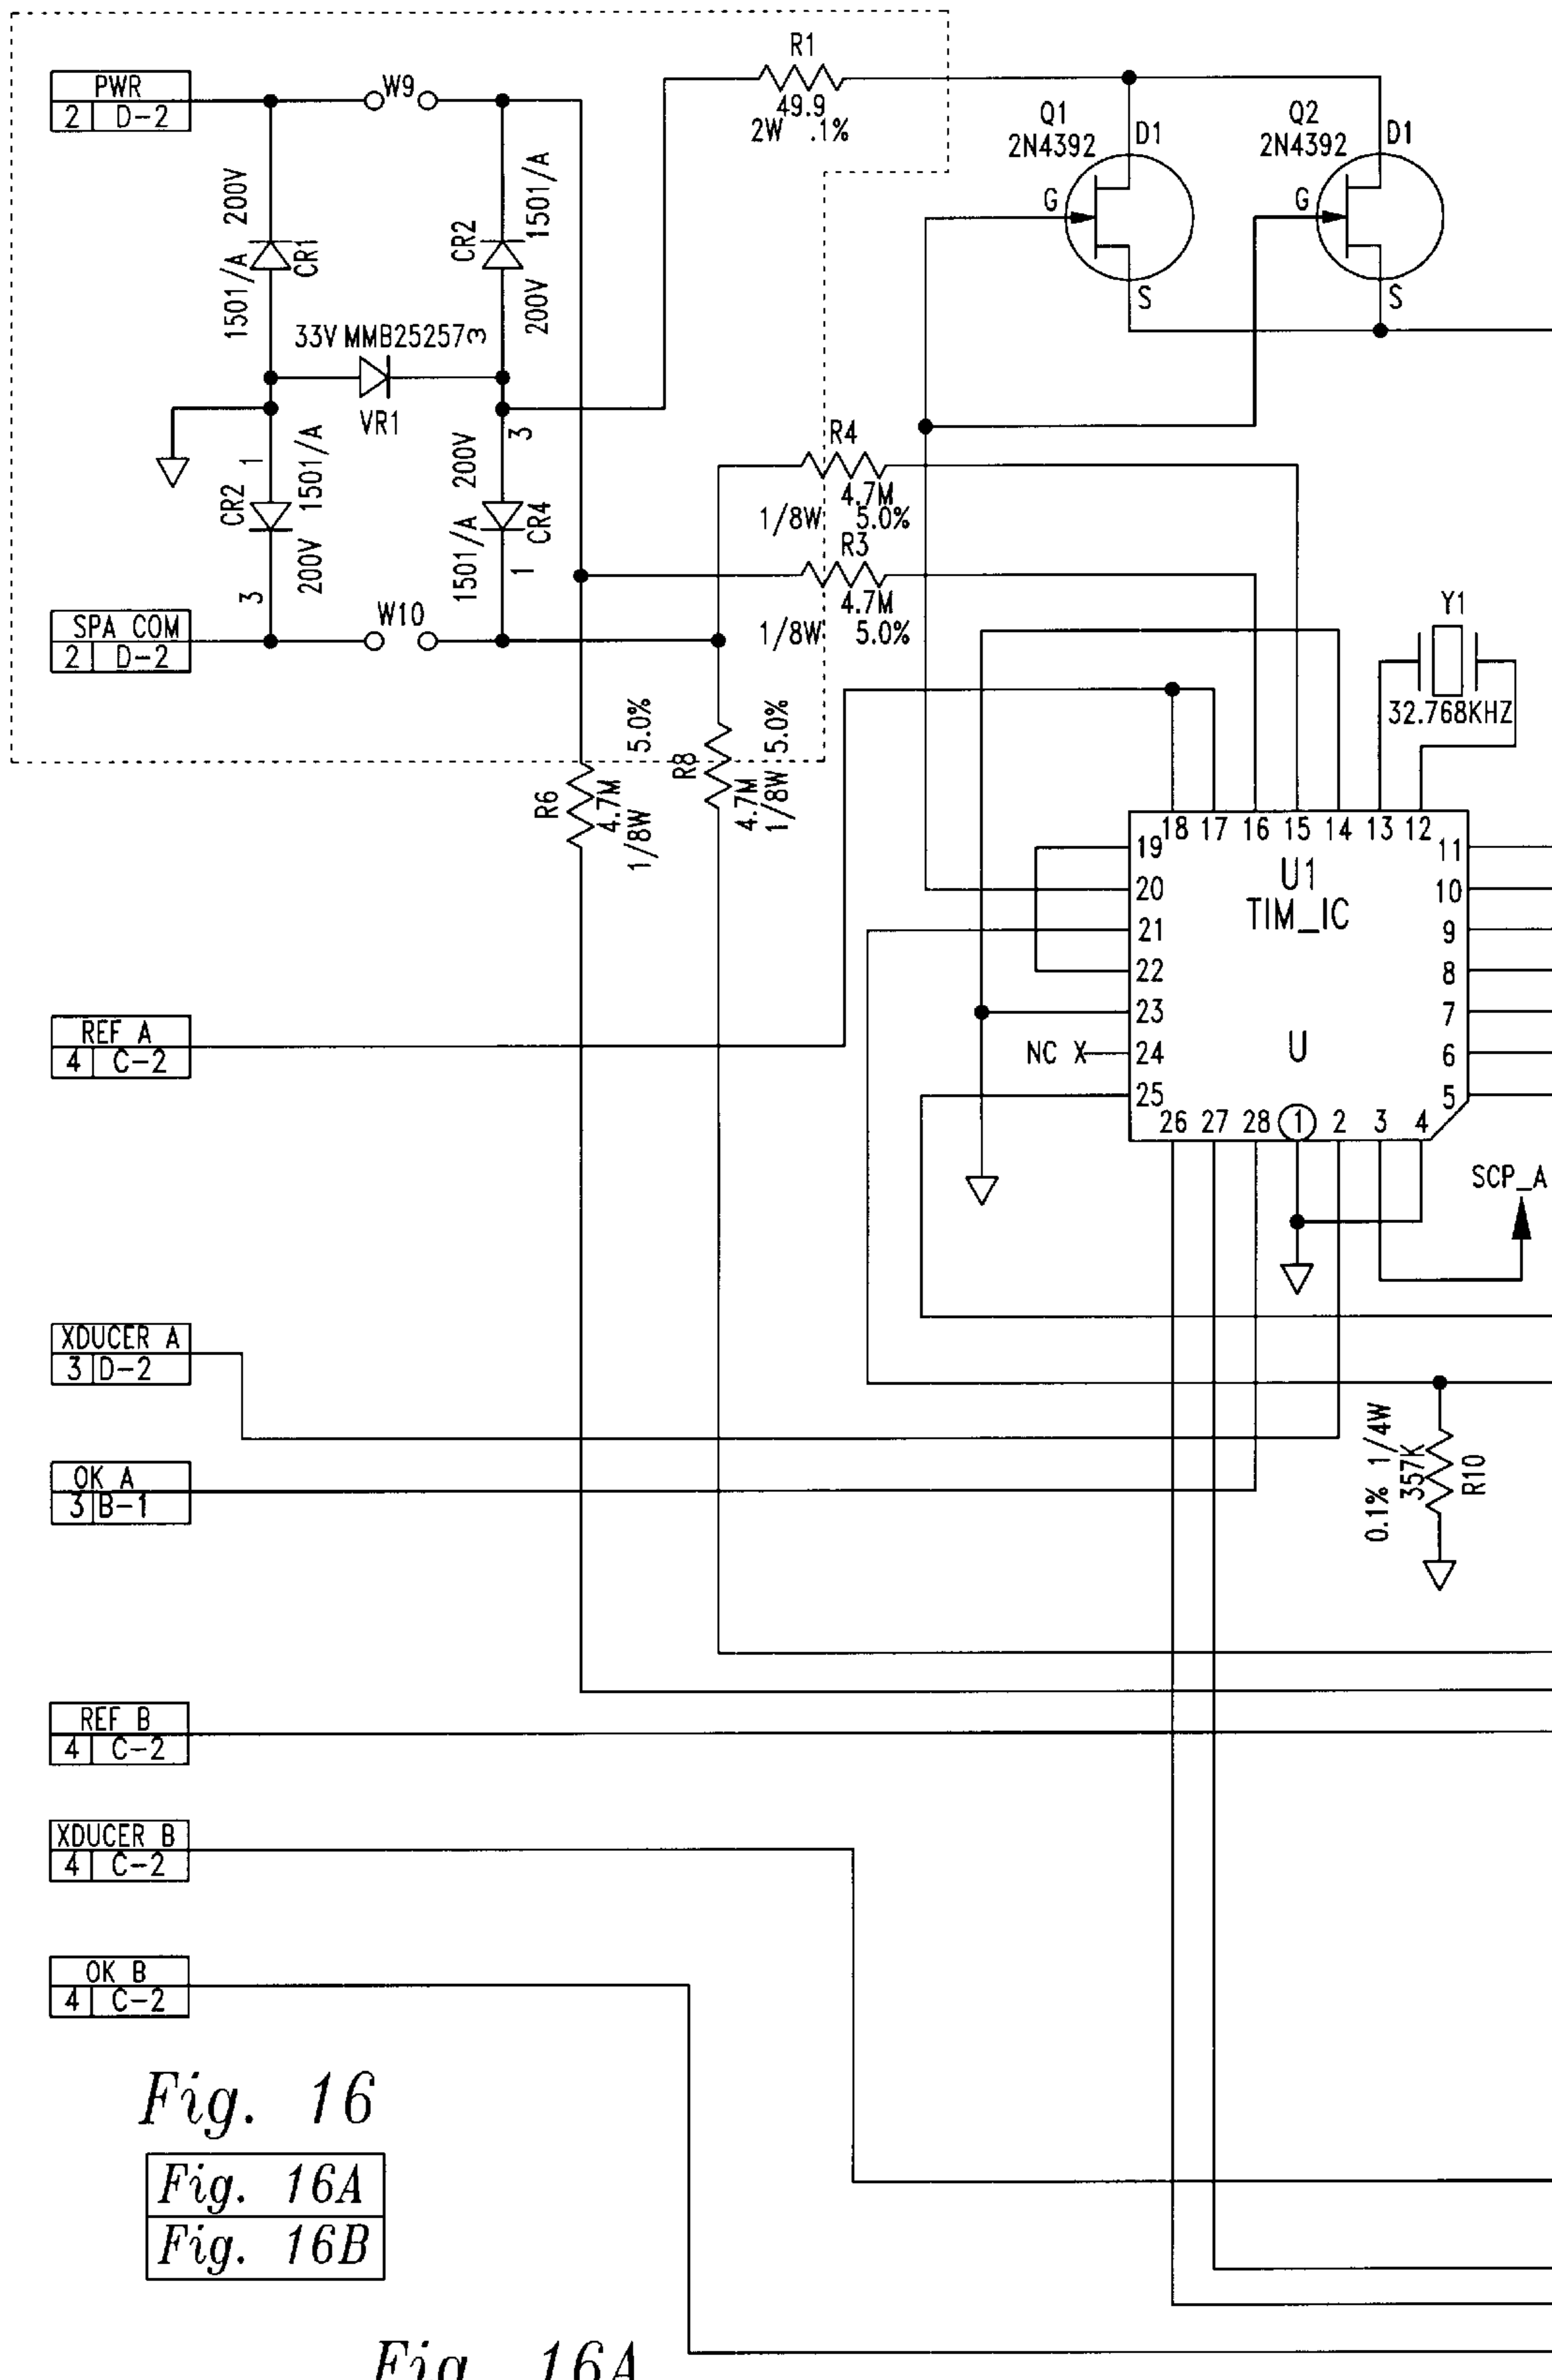 PWR
2 D-2
W9
R1
49.9
2W .1%
Q1
2N4392
D1
G
S
Q2
2N4392
D1
G
S
200V
1501/A
CR1
CR2
1501/A
200V
33V MMB25257
3
VR1
1
CR2
1501/A
200V
3
3
200V
1501/A
CR4
1
SPA COM
2 D-2
W10
R4
4.7M
1/8W 5.0%
R3
4.7M
1/8W 5.0%
R6
4.7M
1/8W
5.0%
R8
4.7M
1/8W 5.0%
Y1
32.768KHZ
18 17 16 15 14 13 12
19
20
21
22
23
NC X
24
25
U1
TIM_IC
U
11
10
9
8
7
6
5
26 27 28 1 2 3 4
SCP_A
REF A
4 C-2
XDUCER A
3 D-2
OK A
3 B-1
0.1% 1/4W
357K
R10
REF B
4 C-2
XDUCER B
4 C-2
OK B
4 C-2
Fig. 16
Fig. 16A
Fig. 16B
Fig. 16A